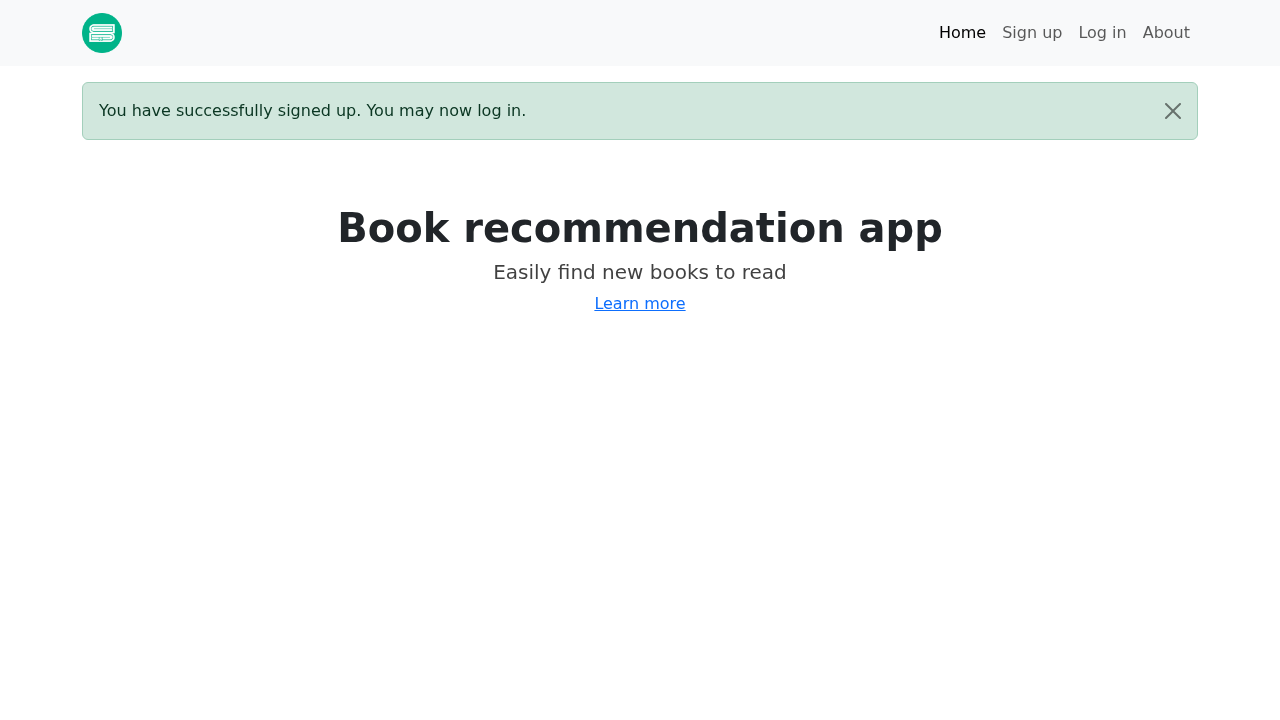 Home Sign up Log in About
You have successfully signed up. You may now log in.
Book recommendation app
Easily find new books to read
Learn more